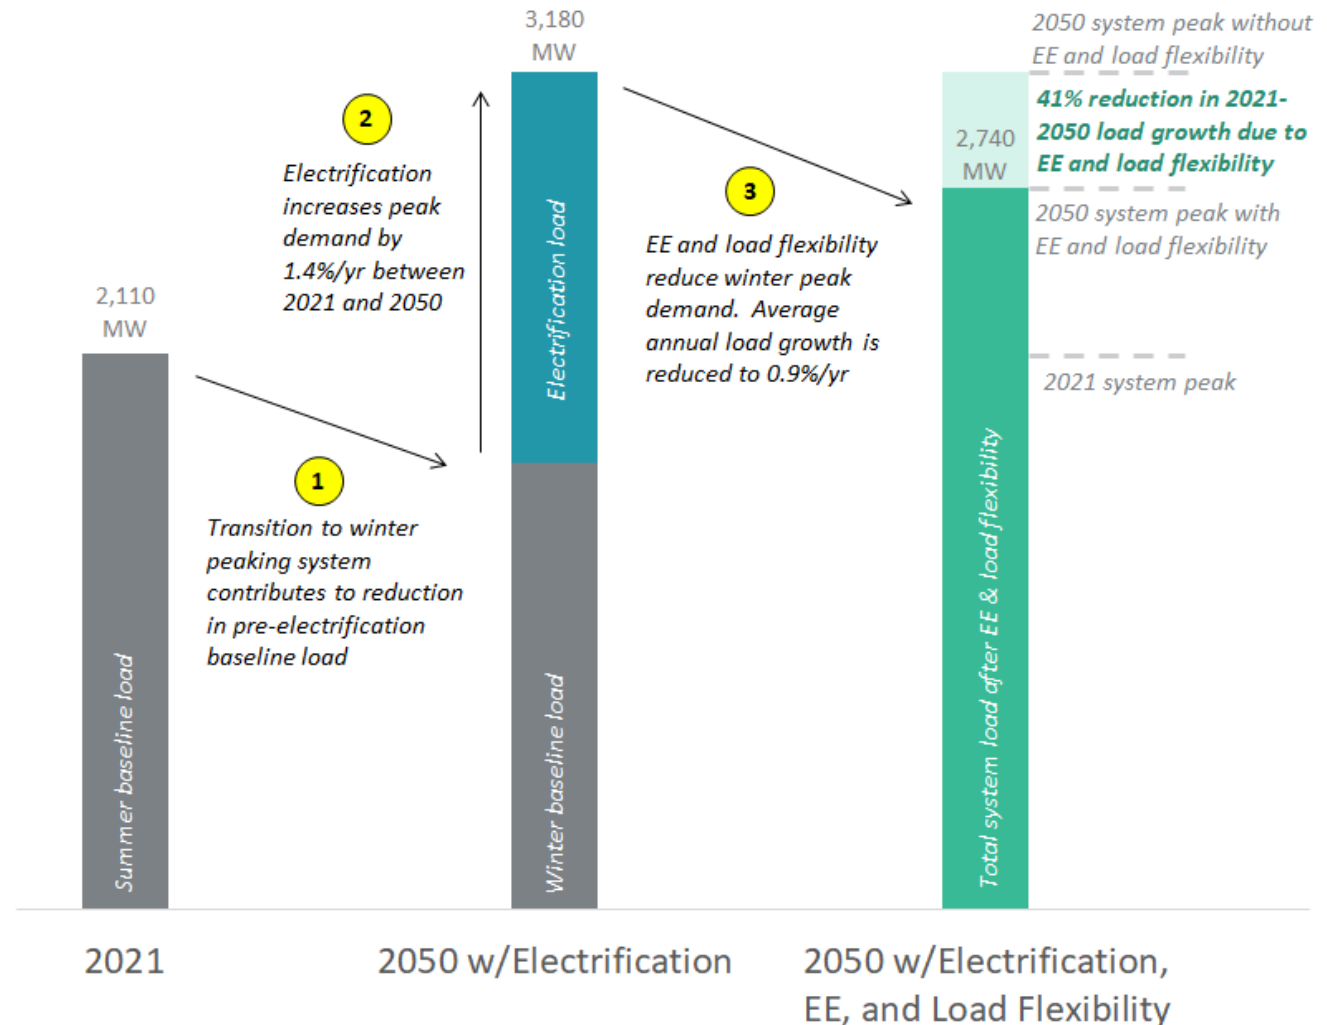 3,180
MW
2050 system peak without
EE and load flexibility
2
41% reduction in 2021-
2050 load growth due to
EE and load flexibility
2,740
MW
Electrification
increases peak
demand by
1.4%/yr between
2021 and 2050
3
2050 system peak with
EE and load flexibility
EE and load flexibility
reduce winter peak
demand.  Average
annual load growth is
reduced to 0.9%/yr
Electrification load
2,110
MW
2021 system peak
1
Transition to winter
peaking system
contributes to reduction
in pre-electrification
baseline load
Summer baseline load
Winter baseline load
Total system load after EE & load flexibility
2021
2050 w/Electrification
2050 w/Electrification,
EE, and Load Flexibility